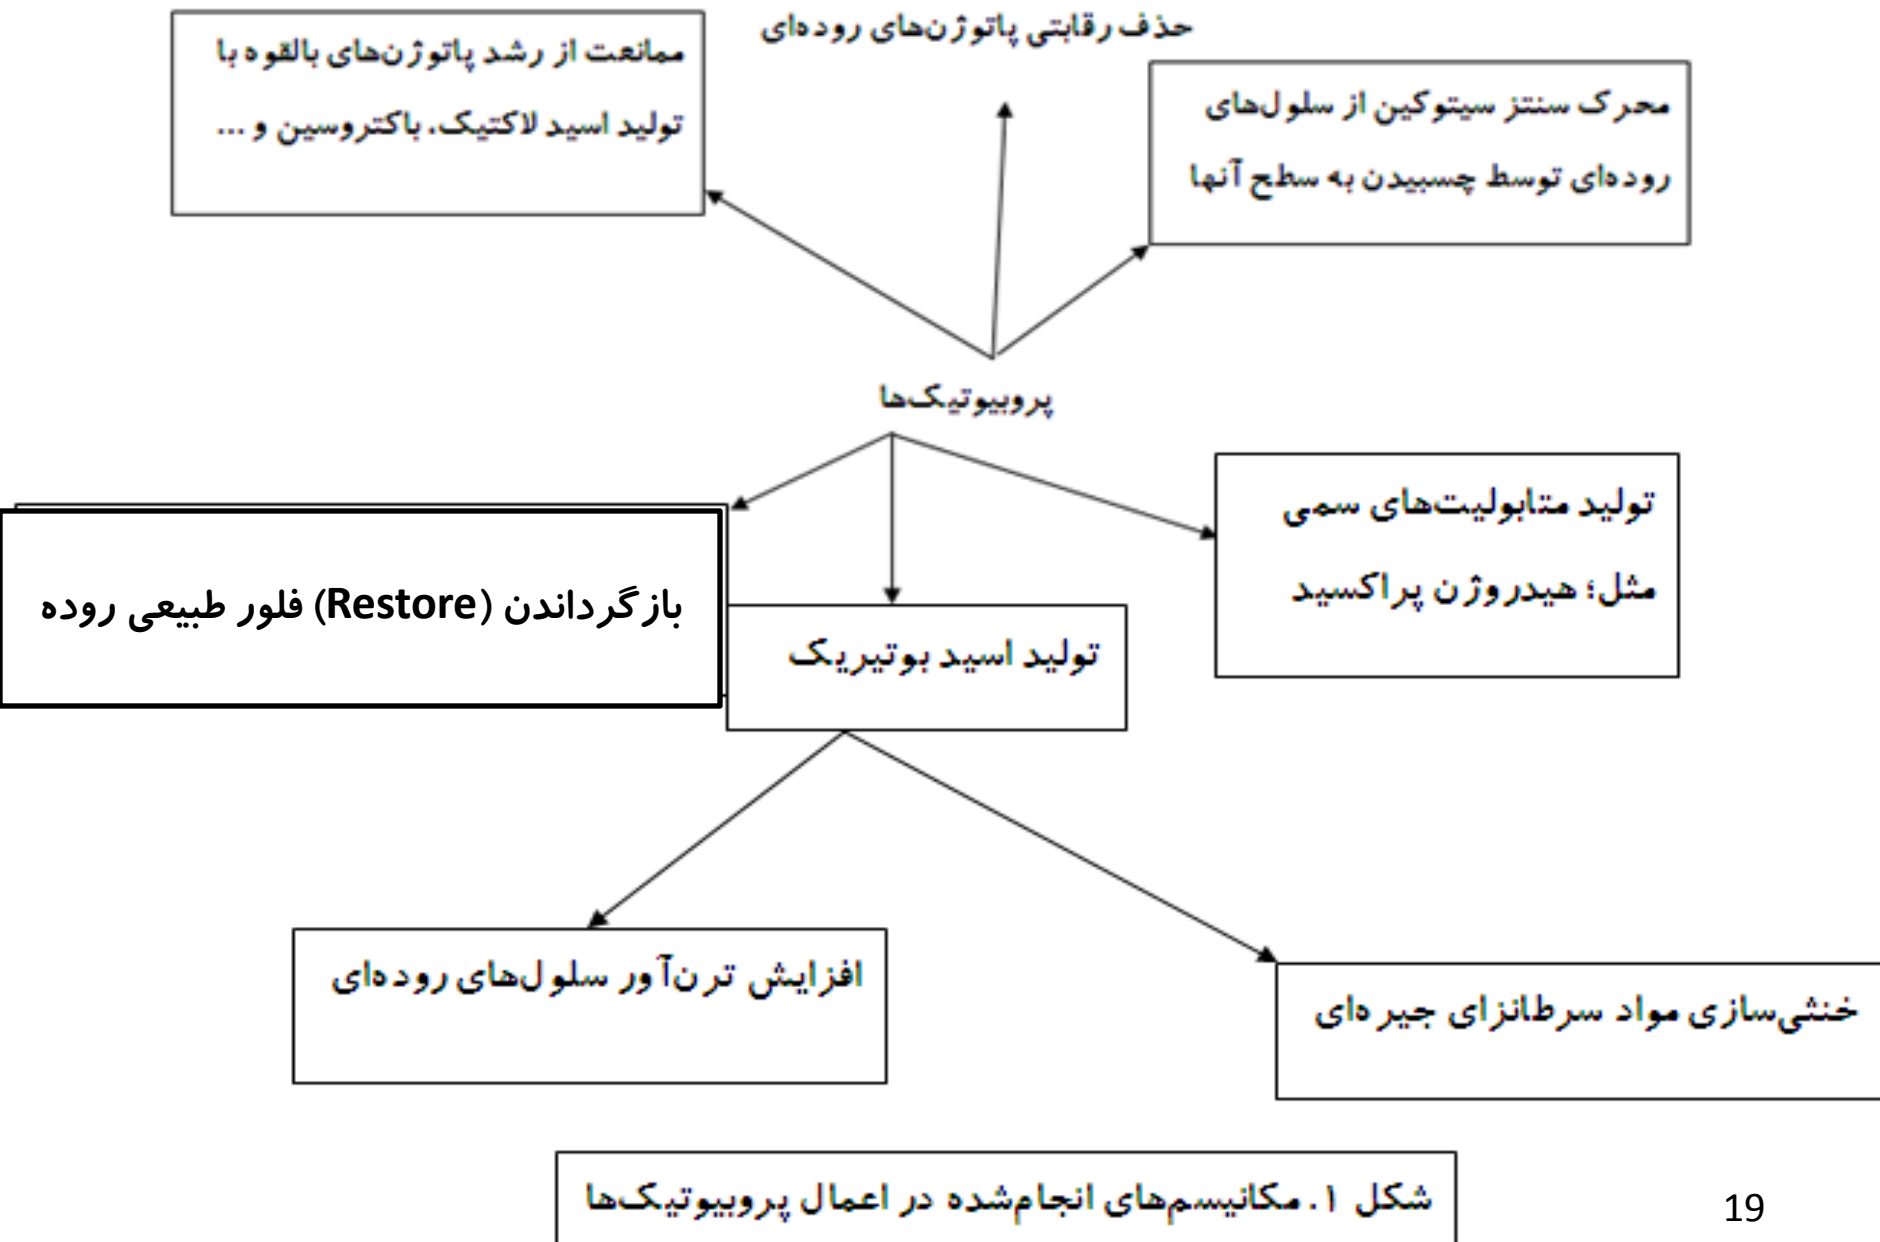 حذف رقابتی پاتوژن‌های روده‌ای
محرک سنتز سیتوکین از سلول‌های
روده‌ای توسط چسبیدن به سطح آنها
ممانعت از رشد پاتوژن‌های بالقوه با
تولید اسید لاکتیک، باکتروسین و ...
پروبیوتیک‌ها
تولید متابولیت‌های سمی
مثل؛ هیدروژن پراکسید
تولید اسید بوتیریک
بازگرداندن (Restore) فلور طبیعی روده
خنثی‌سازی مواد سرطانزای جیره‌ای
افزایش ترن‌آور سلول‌های روده‌ای
شکل ۱. مکانیسم‌های انجام‌شده در اعمال پروبیوتیک‌ها
19